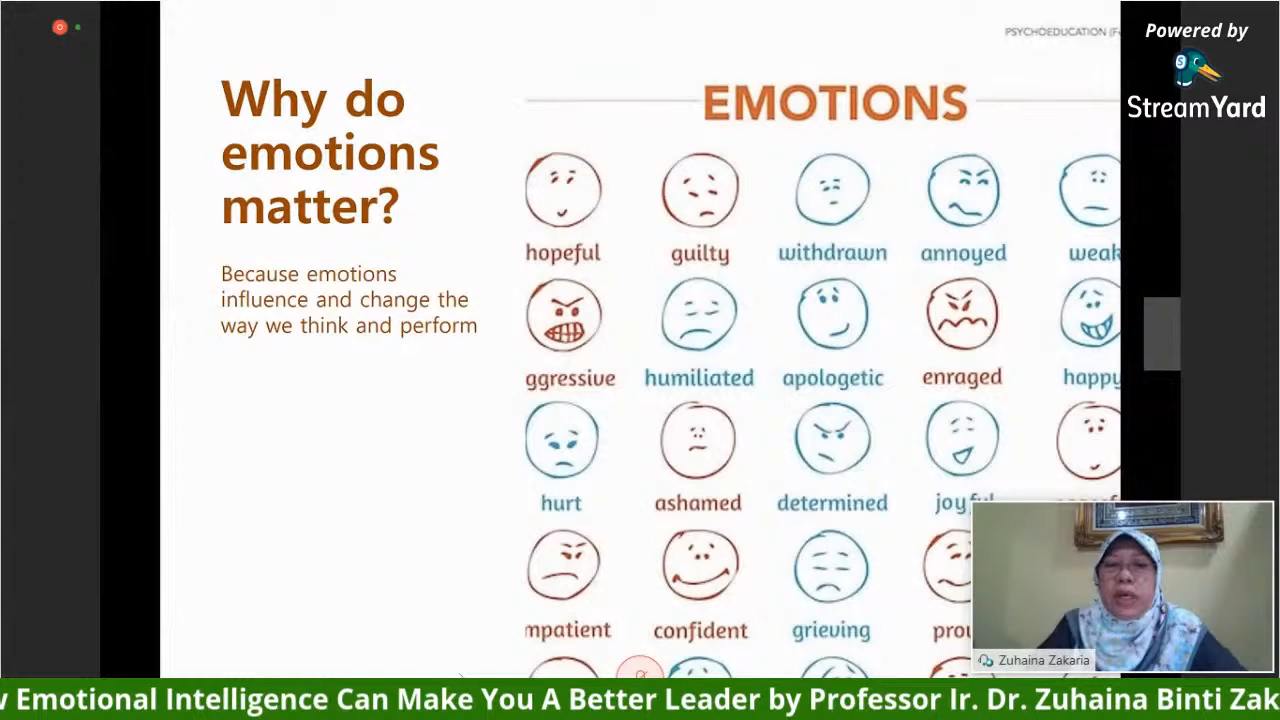 PSYCHOEDUCATION
Powered by
StreamYard
Why do
emotions
matter?
Because emotions
influence and change the
way we think and perform
EMOTIONS
hopeful guilty withdrawn annoyed weak
ggressive humiliated apologetic enraged happy
hurt ashamed determined joyful
mpatient confident grieving prou
Zuhaina Zakaria
w Emotional Intelligence Can Make You A Better Leader by Professor Ir. Dr. Zuhaina Binti Zak